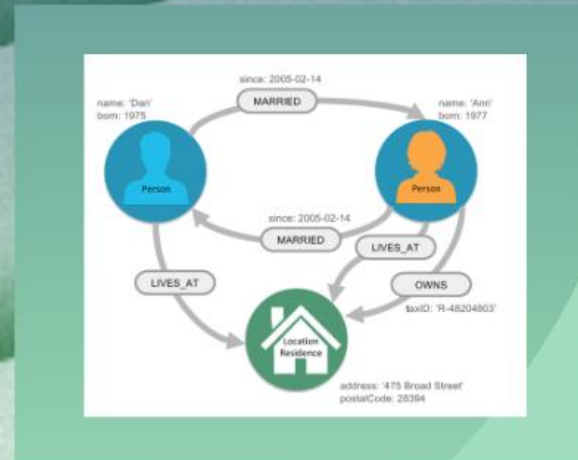 since: 2005-02-14
MARRIED
name: 'Dan'
born: 1975
name: 'Ann'
born: 1977
Person
Person
since: 2005-02-14
MARRIED
LIVES_AT
LIVES_AT
OWNS
taxID: 'R-48204803'
Location
Residence
address: '475 Broad Street'
postalCode: 28394